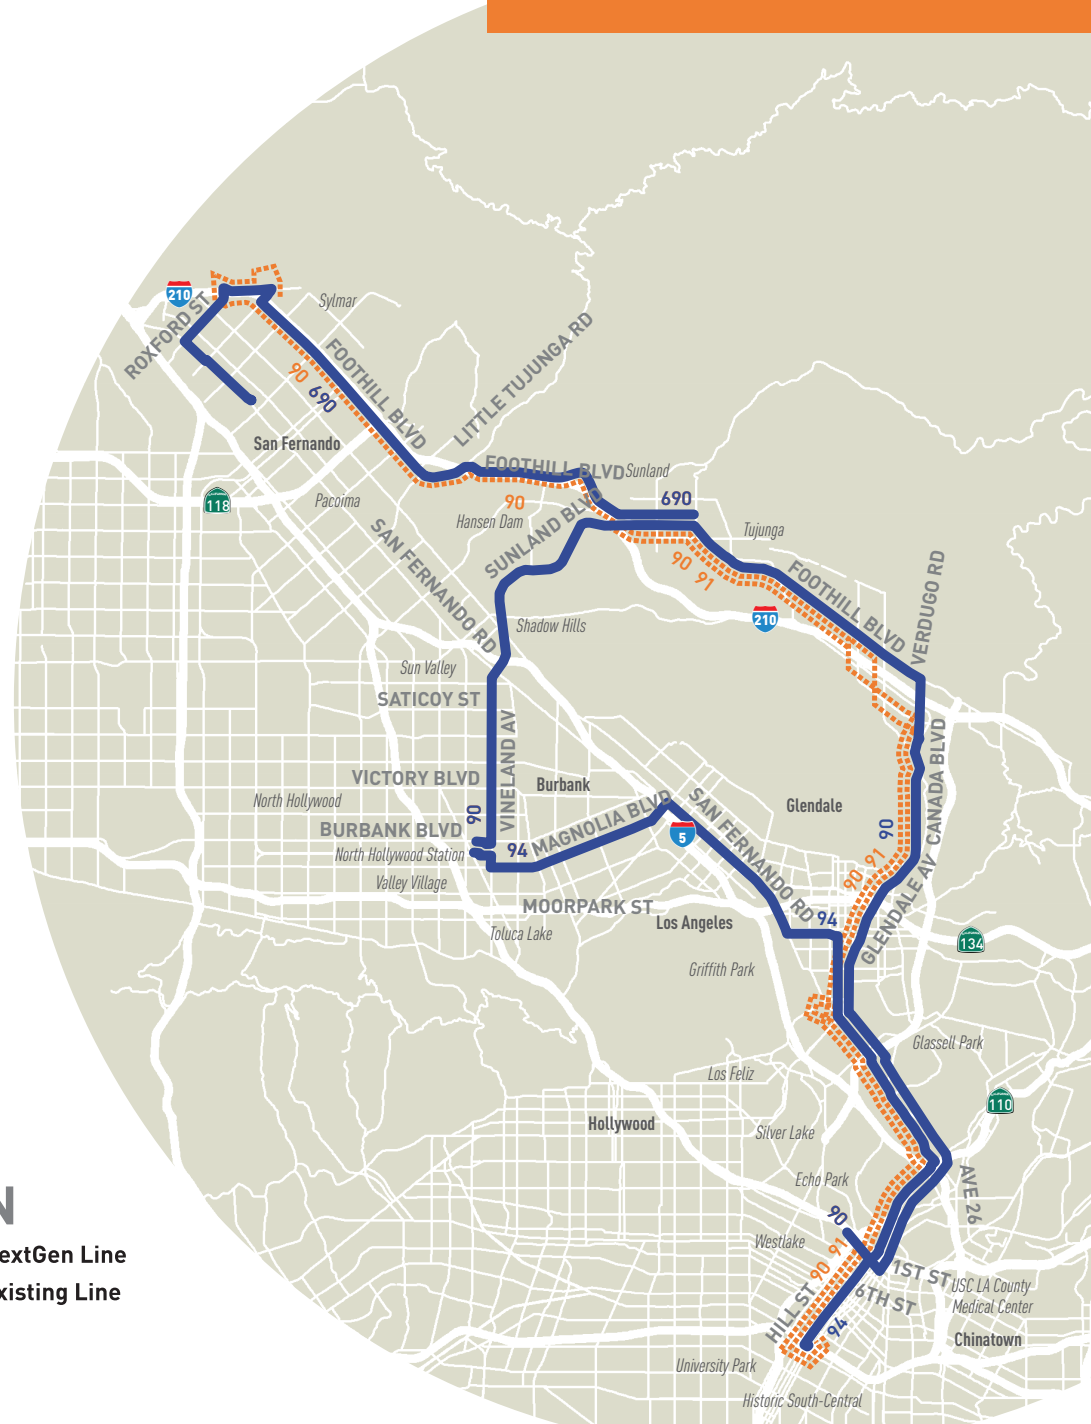 210
ROXFORD ST
Sylmar
90
690
FOOTHILL BLVD
LITTLE TUJUNGA RD
San Fernando
118
Pacoima
FOOTHILL BLVD
Sunland
90
690
Hansen Dam
SUNLAND BLVD
Tujunga
SAN FERNANDO RD
90 91
FOOTHILL BLVD
VERDUGO RD
210
Shadow Hills
Sun Valley
SATICOY ST
VINELAND AV
CANADA BLVD
VICTORY BLVD
Burbank
North Hollywood
90
MAGNOLIA BLVD
SAN FERNANDO RD
Glendale
BURBANK BLVD
5
90
North Hollywood Station
94
90 91
Valley Village
GLENDALE AV
MOORPARK ST
94
Los Angeles
Toluca Lake
134
Griffith Park
Glassell Park
Los Feliz
110
Hollywood
Silver Lake
Echo Park
AVE 26
N
90
extGen Line
Westlake
90 91
1ST ST
USC LA County
Medical Center
xisting Line
HILL ST
6TH ST
94
Chinatown
University Park
Historic South-Central